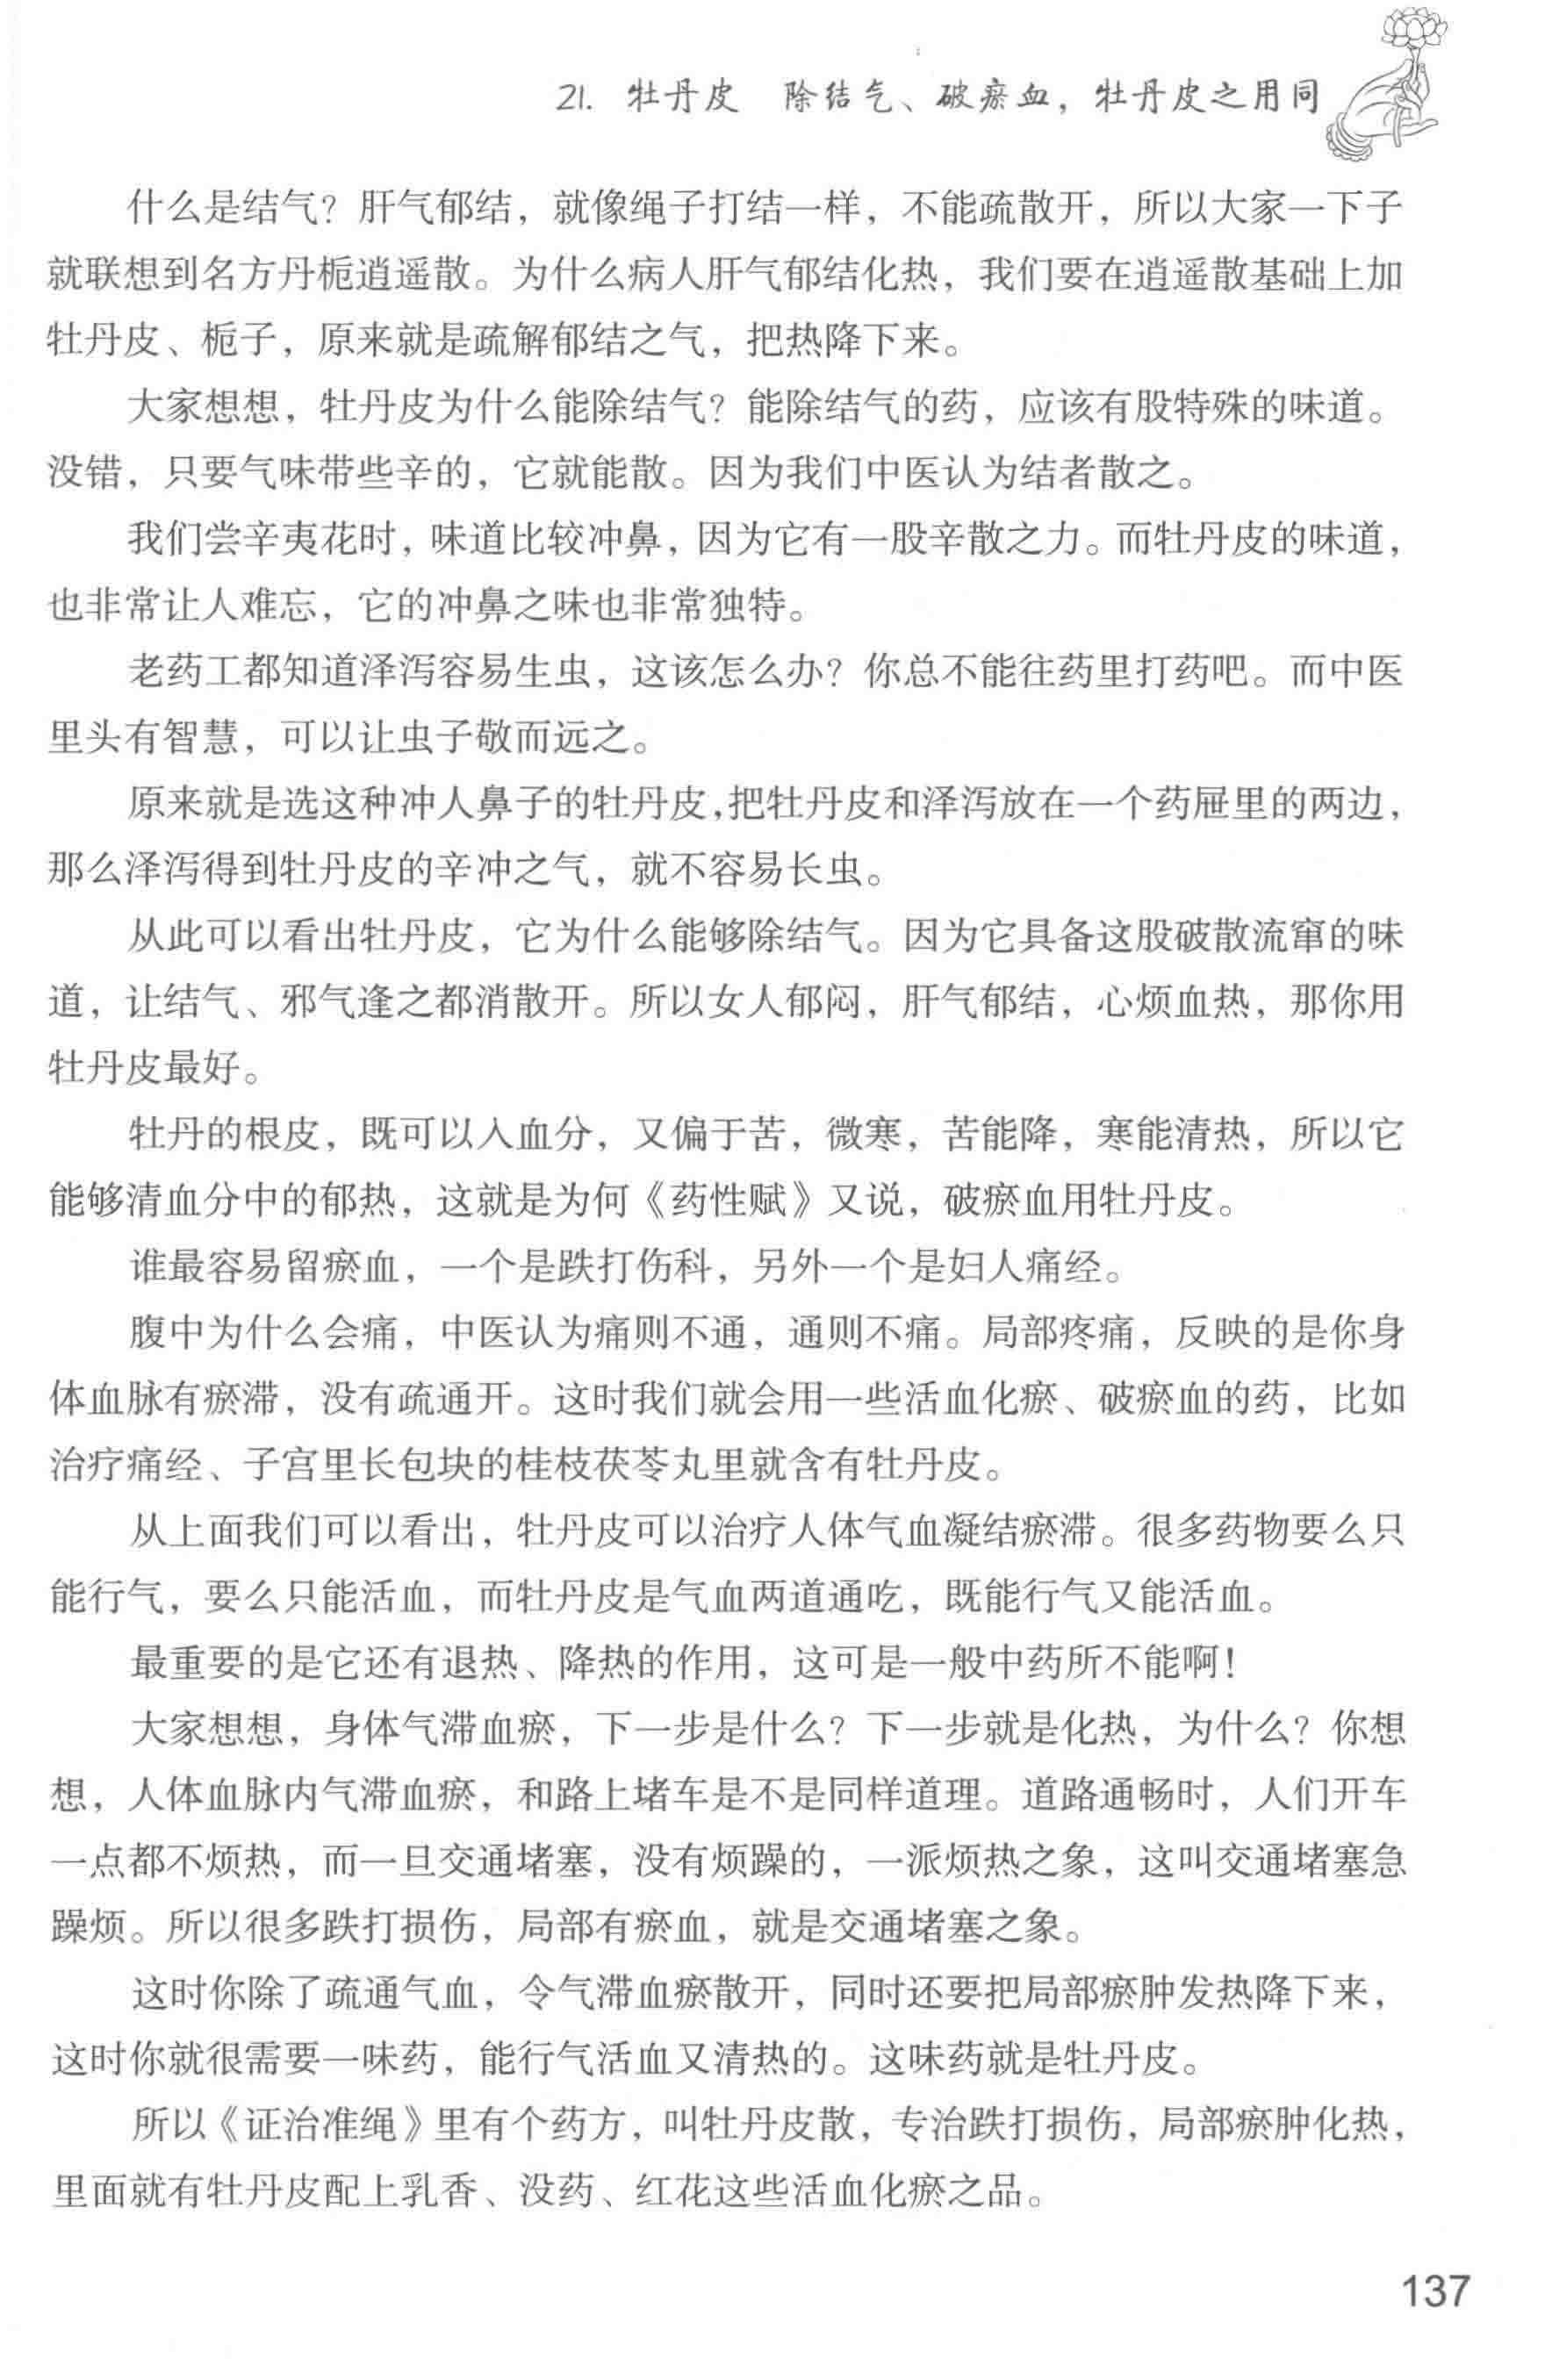 21. 牡丹皮 除结气、破瘀血，牡丹皮之用同
什么是结气？肝气郁结，就像绳子打结一样，不能疏散开，所以大家一下子
就联想到名方丹栀逍遥散。为什么病人肝气郁结化热，我们要在逍遥散基础上加
牡丹皮、栀子，原来就是疏解郁结之气，把热降下来。
大家想想，牡丹皮为什么能除结气？能除结气的药，应该有股特殊的味道。
没错，只要气味带些辛的，它就能散。因为我们中医认为结者散之。
我们尝辛夷花时，味道比较冲鼻，因为它有一股辛散之力。而牡丹皮的味道，
也非常让人难忘，它的冲鼻之味也非常独特。
老药工都知道泽泻容易生虫，这该怎么办？你总不能往药里打药吧。而中医
里头有智慧，可以让虫子敬而远之。
原来就是选这种冲人鼻子的牡丹皮，把牡丹皮和泽泻放在一个药屉里的两边，
那么泽泻得到牡丹皮的辛冲之气，就不容易长虫。
从此可以看出牡丹皮，它为什么能够除结气。因为它具备这股破散流窜的味
道，让结气、邪气逢之都消散开。所以女人郁闷，肝气郁结，心烦血热，那你用
牡丹皮最好。
牡丹的根皮，既可以入血分，又偏于苦，微寒，苦能降，寒能清热，所以它
能够清血分中的郁热，这就是为何《药性赋》又说，破瘀血用牡丹皮。
谁最容易留瘀血，一个是跌打伤科，另外一个是妇人痛经。
腹中为什么会痛，中医认为痛则不通，通则不痛。局部疼痛，反映的是你身
体血脉有瘀滞，没有疏通开。这时我们就会用一些活血化瘀、破瘀血的药，比如
治疗痛经、子宫里长包块的桂枝茯苓丸里就含有牡丹皮。
从上面我们可以看出，牡丹皮可以治疗人体气血凝结瘀滞。很多药物要么只
能行气，要么只能活血，而牡丹皮是气血两道通吃，既能行气又能活血。
最重要的是它还有退热、降热的作用，这可是一般中药所不能啊！
大家想想，身体气滞血瘀，下一步是什么？下一步就是化热，为什么？你想
想，人体血脉内气滞血瘀，和路上堵车是不是同样道理。道路通畅时，人们开车
一点都不烦热，而一旦交通堵塞，没有烦躁的，一派烦热之象，这叫交通堵塞急
躁烦。所以很多跌打损伤，局部有瘀血，就是交通堵塞之象。
这时你除了疏通气血，令气滞血瘀散开，同时还要把局部瘀肿发热降下来，
这时你就很需要一味药，能行气活血又清热的。这味药就是牡丹皮。
所以《证治准绳》里有个药方，叫牡丹皮散，专治跌打损伤，局部瘀肿化热，
里面就有牡丹皮配上乳香、没药、红花这些活血化瘀之品。
137